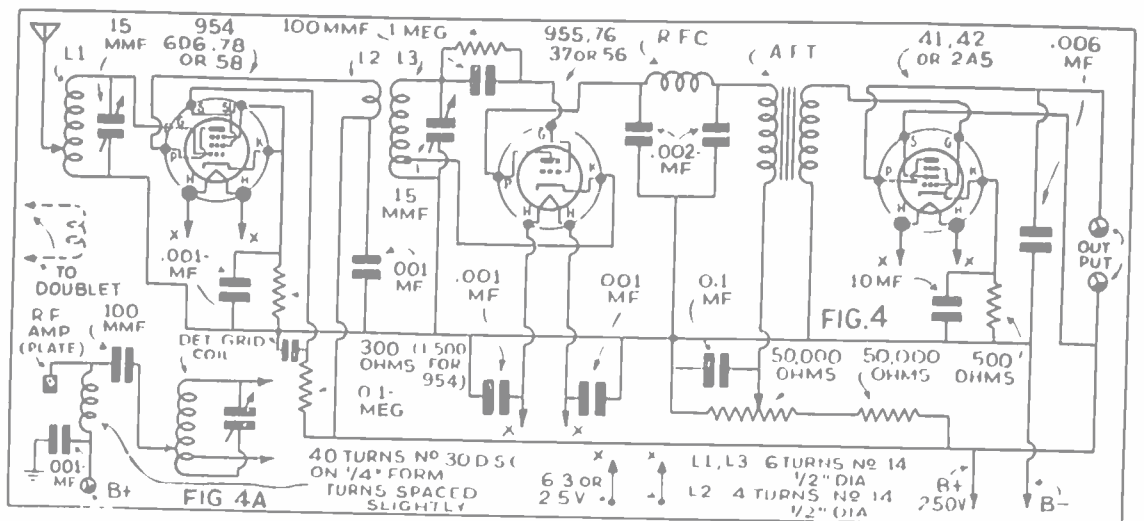 15
MMF
L1
954
6D6.78
OR 58
100 MMF
.1 MEG
L2
L3
955,76
37 OR 56
RFC
AFT
41,42
OR 2A5
.006
MF
G
P
S
K
H
H
X
X
G
P
K
H
H
15
MMF
.002-
MF
S
G
P
K
H
H
X
X
OUT
PUT
TO
DOUBLET
.001-
MF
001
MF
.001
MF
001
MF
0.1
MF
10 MF
FIG.4
RF
AMP
(PLATE)
100
MMF
DET GRID
COIL
300 (1,500
OHMS FOR
954)
0.1-
MEG
50,000
OHMS
50,000
OHMS
500
OHMS
X
X
001-
MF
B+
FIG 4A
40 TURNS Nº 30 DS(
ON 1/4" FORM
TURNS SPACED
SLIGHTLY
X
X
6 3 OR
2 5 V
L1, L3 6 TURNS Nº 14
1/2" DIA
L2 4 TURNS Nº 14
1/2" DIA
B+
250V
B-